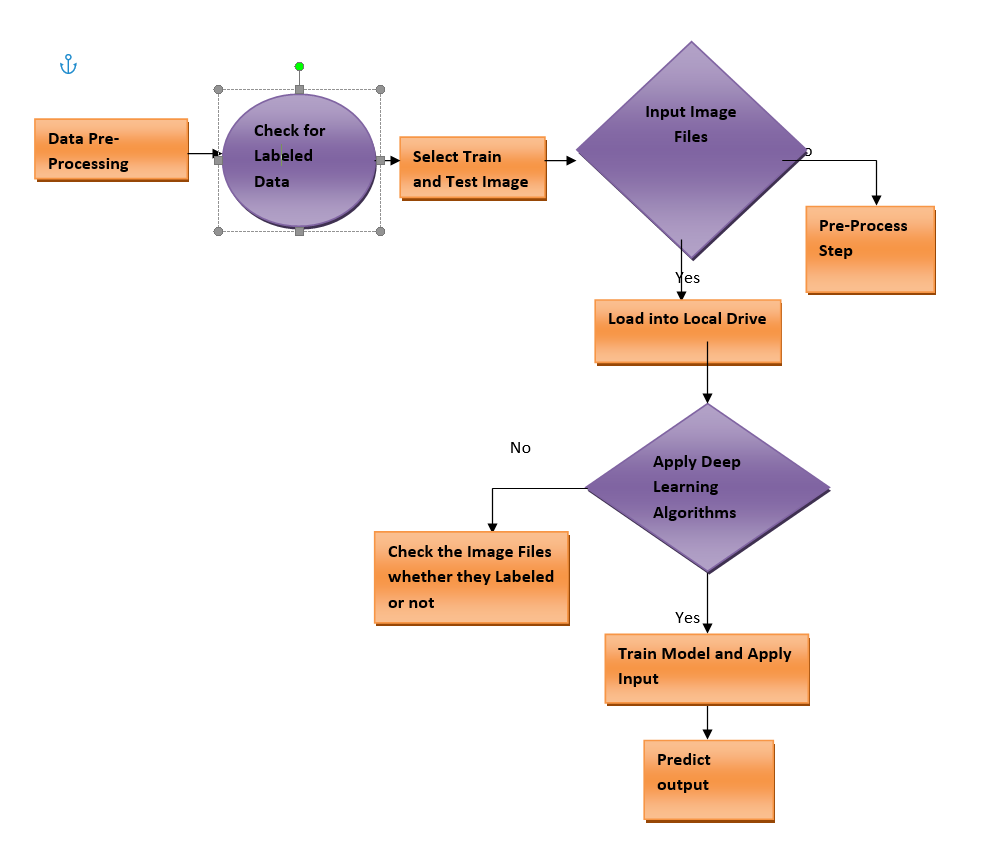 Data Pre-
Processing
Check for
Labeled
Data
Select Train
and Test Image
Input Image
Files
Pre-Process
Step
Yes
Load into Local Drive
No
Apply Deep
Learning
Algorithms
Check the Image Files
whether they Labeled
or not
Yes
Train Model and Apply
Input
Predict
output